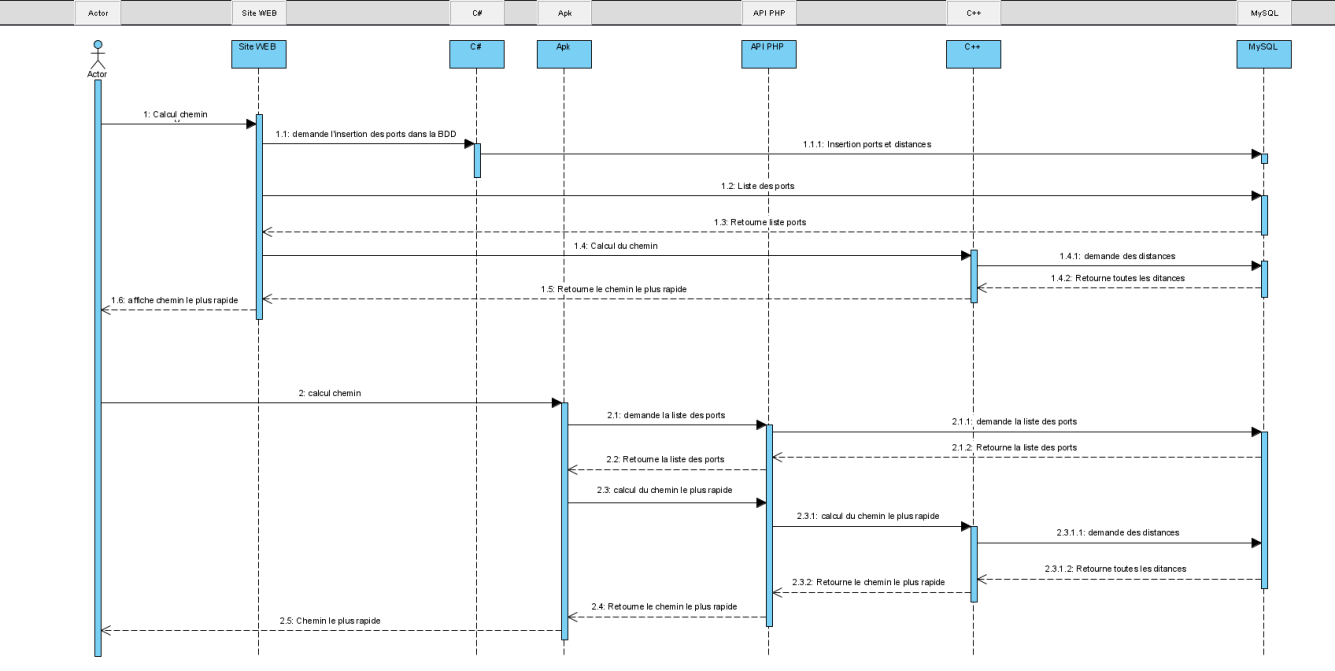 Actor
Site WEB
C#
Apk
API PHP
C++
MySQL
Site WEB
C#
Apk
API PHP
C++
MySQL
Actor
1: Calcul chemin
1.1: demande l'insertion des ports dans la BDD
1.1.1: Insertion ports et distances
1.2: Liste des ports
1.3: Retourne liste ports
1.4: Calcul du chemin
1.4.1: demande des distances
1.4.2: Retourne toutes les ditances
1.5: Retourne le chemin le plus rapide
1.6: affiche chemin le plus rapide
2: calcul chemin
2.1: demande la liste des ports
2.1.1: demande la liste des ports
2.1.2: Retourne la liste des ports
2.2: Retourne la liste des ports
2.3: calcul du chemin le plus rapide
2.3.1: calcul du chemin le plus rapide
2.3.1.1: demande des distances
2.3.1.2: Retourne toutes les ditances
2.3.2: Retourne le chemin le plus rapide
2.4: Retourne le chemin le plus rapide
2.5: Chemin le plus rapide